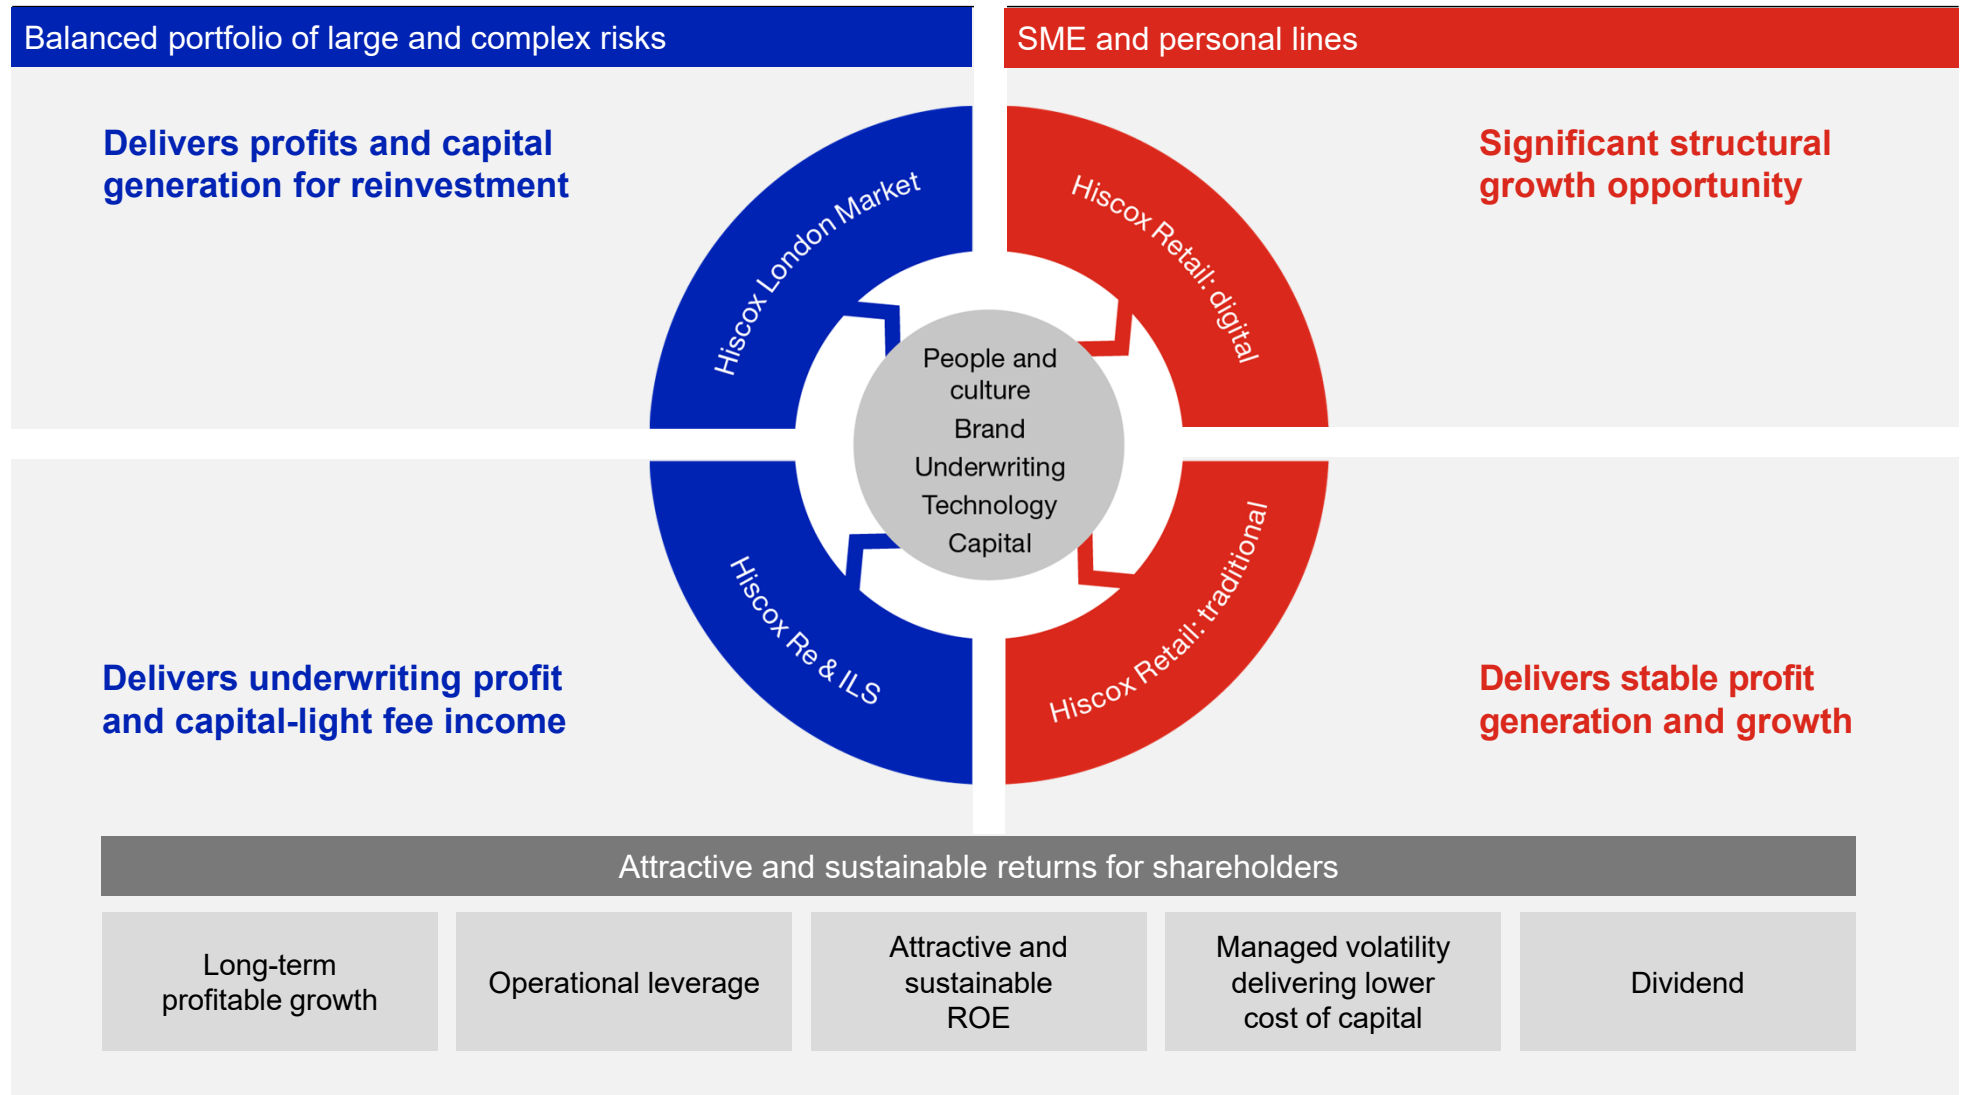 Balanced portfolio of large and complex risks
SME and personal lines
Delivers profits and capital
generation for reinvestment
Hiscox London Market
Hiscox Retail: digital
Significant structural
growth opportunity
People and
culture
Brand
Underwriting
Technology
Capital
Delivers underwriting profit
and capital-light fee income
Hiscox Re & ILS
Hiscox Retail: traditional
Delivers stable profit
generation and growth
Attractive and sustainable returns for shareholders
Long-term
profitable growth
Operational leverage
Attractive and
sustainable
ROE
Managed volatility
delivering lower
cost of capital
Dividend